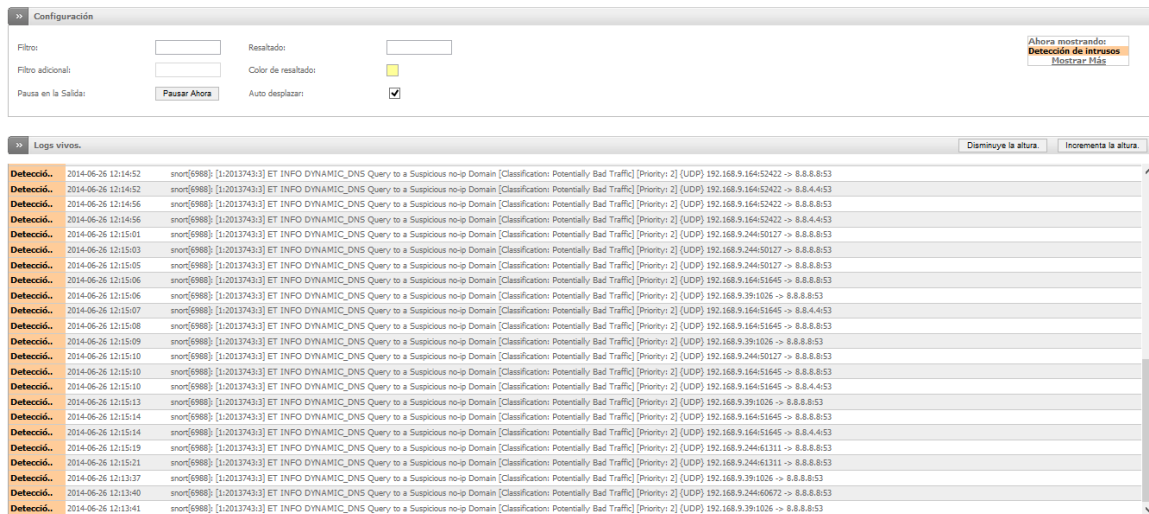 Configuración
Filtro:
Resaltado:
Ahora mostrando:
Detección de intrusos
Mostrar Más
Filtro adicional:
Color de resaltado:
Pausa en la Salida:
Pausar Ahora
Auto desplazar:
Logs vivos.
Disminuye la altura.
Incrementa la altura.
Detecció.. 2014-06-26 12:14:52 snort[6988]: [1:2013743:3] ET INFO DYNAMIC_DNS Query to a Suspicious no-ip Domain [Classification: Potentially Bad Traffic] [Priority: 2] {UDP} 192.168.9.164:52422 -> 8.8.8.8:53
Detecció.. 2014-06-26 12:14:52 snort[6988]: [1:2013743:3] ET INFO DYNAMIC_DNS Query to a Suspicious no-ip Domain [Classification: Potentially Bad Traffic] [Priority: 2] {UDP} 192.168.9.164:52422 -> 8.8.4.4:53
Detecció.. 2014-06-26 12:14:56 snort[6988]: [1:2013743:3] ET INFO DYNAMIC_DNS Query to a Suspicious no-ip Domain [Classification: Potentially Bad Traffic] [Priority: 2] {UDP} 192.168.9.164:52422 -> 8.8.8.8:53
Detecció.. 2014-06-26 12:14:56 snort[6988]: [1:2013743:3] ET INFO DYNAMIC_DNS Query to a Suspicious no-ip Domain [Classification: Potentially Bad Traffic] [Priority: 2] {UDP} 192.168.9.164:52422 -> 8.8.4.4:53
Detecció.. 2014-06-26 12:15:01 snort[6988]: [1:2013743:3] ET INFO DYNAMIC_DNS Query to a Suspicious no-ip Domain [Classification: Potentially Bad Traffic] [Priority: 2] {UDP} 192.168.9.244:50127 -> 8.8.8.8:53
Detecció.. 2014-06-26 12:15:03 snort[6988]: [1:2013743:3] ET INFO DYNAMIC_DNS Query to a Suspicious no-ip Domain [Classification: Potentially Bad Traffic] [Priority: 2] {UDP} 192.168.9.244:50127 -> 8.8.8.8:53
Detecció.. 2014-06-26 12:15:05 snort[6988]: [1:2013743:3] ET INFO DYNAMIC_DNS Query to a Suspicious no-ip Domain [Classification: Potentially Bad Traffic] [Priority: 2] {UDP} 192.168.9.244:50127 -> 8.8.8.8:53
Detecció.. 2014-06-26 12:15:06 snort[6988]: [1:2013743:3] ET INFO DYNAMIC_DNS Query to a Suspicious no-ip Domain [Classification: Potentially Bad Traffic] [Priority: 2] {UDP} 192.168.9.164:51645 -> 8.8.8.8:53
Detecció.. 2014-06-26 12:15:06 snort[6988]: [1:2013743:3] ET INFO DYNAMIC_DNS Query to a Suspicious no-ip Domain [Classification: Potentially Bad Traffic] [Priority: 2] {UDP} 192.168.9.39:1026 -> 8.8.8.8:53
Detecció.. 2014-06-26 12:15:07 snort[6988]: [1:2013743:3] ET INFO DYNAMIC_DNS Query to a Suspicious no-ip Domain [Classification: Potentially Bad Traffic] [Priority: 2] {UDP} 192.168.9.164:51645 -> 8.8.4.4:53
Detecció.. 2014-06-26 12:15:08 snort[6988]: [1:2013743:3] ET INFO DYNAMIC_DNS Query to a Suspicious no-ip Domain [Classification: Potentially Bad Traffic] [Priority: 2] {UDP} 192.168.9.164:51645 -> 8.8.8.8:53
Detecció.. 2014-06-26 12:15:09 snort[6988]: [1:2013743:3] ET INFO DYNAMIC_DNS Query to a Suspicious no-ip Domain [Classification: Potentially Bad Traffic] [Priority: 2] {UDP} 192.168.9.39:1026 -> 8.8.8.8:53
Detecció.. 2014-06-26 12:15:10 snort[6988]: [1:2013743:3] ET INFO DYNAMIC_DNS Query to a Suspicious no-ip Domain [Classification: Potentially Bad Traffic] [Priority: 2] {UDP} 192.168.9.244:50127 -> 8.8.8.8:53
Detecció.. 2014-06-26 12:15:10 snort[6988]: [1:2013743:3] ET INFO DYNAMIC_DNS Query to a Suspicious no-ip Domain [Classification: Potentially Bad Traffic] [Priority: 2] {UDP} 192.168.9.164:51645 -> 8.8.8.8:53
Detecció.. 2014-06-26 12:15:10 snort[6988]: [1:2013743:3] ET INFO DYNAMIC_DNS Query to a Suspicious no-ip Domain [Classification: Potentially Bad Traffic] [Priority: 2] {UDP} 192.168.9.164:51645 -> 8.8.4.4:53
Detecció.. 2014-06-26 12:15:13 snort[6988]: [1:2013743:3] ET INFO DYNAMIC_DNS Query to a Suspicious no-ip Domain [Classification: Potentially Bad Traffic] [Priority: 2] {UDP} 192.168.9.39:1026 -> 8.8.8.8:53
Detecció.. 2014-06-26 12:15:14 snort[6988]: [1:2013743:3] ET INFO DYNAMIC_DNS Query to a Suspicious no-ip Domain [Classification: Potentially Bad Traffic] [Priority: 2] {UDP} 192.168.9.164:51645 -> 8.8.8.8:53
Detecció.. 2014-06-26 12:15:14 snort[6988]: [1:2013743:3] ET INFO DYNAMIC_DNS Query to a Suspicious no-ip Domain [Classification: Potentially Bad Traffic] [Priority: 2] {UDP} 192.168.9.164:51645 -> 8.8.4.4:53
Detecció.. 2014-06-26 12:15:19 snort[6988]: [1:2013743:3] ET INFO DYNAMIC_DNS Query to a Suspicious no-ip Domain [Classification: Potentially Bad Traffic] [Priority: 2] {UDP} 192.168.9.244:61311 -> 8.8.8.8:53
Detecció.. 2014-06-26 12:15:21 snort[6988]: [1:2013743:3] ET INFO DYNAMIC_DNS Query to a Suspicious no-ip Domain [Classification: Potentially Bad Traffic] [Priority: 2] {UDP} 192.168.9.244:61311 -> 8.8.8.8:53
Detecció.. 2014-06-26 12:13:37 snort[6988]: [1:2013743:3] ET INFO DYNAMIC_DNS Query to a Suspicious no-ip Domain [Classification: Potentially Bad Traffic] [Priority: 2] {UDP} 192.168.9.39:1026 -> 8.8.8.8:53
Detecció.. 2014-06-26 12:13:40 snort[6988]: [1:2013743:3] ET INFO DYNAMIC_DNS Query to a Suspicious no-ip Domain [Classification: Potentially Bad Traffic] [Priority: 2] {UDP} 192.168.9.244:60672 -> 8.8.8.8:53
Detecció.. 2014-06-26 12:13:41 snort[6988]: [1:2013743:3] ET INFO DYNAMIC_DNS Query to a Suspicious no-ip Domain [Classification: Potentially Bad Traffic] [Priority: 2] {UDP} 192.168.9.39:1026 -> 8.8.8.8:53